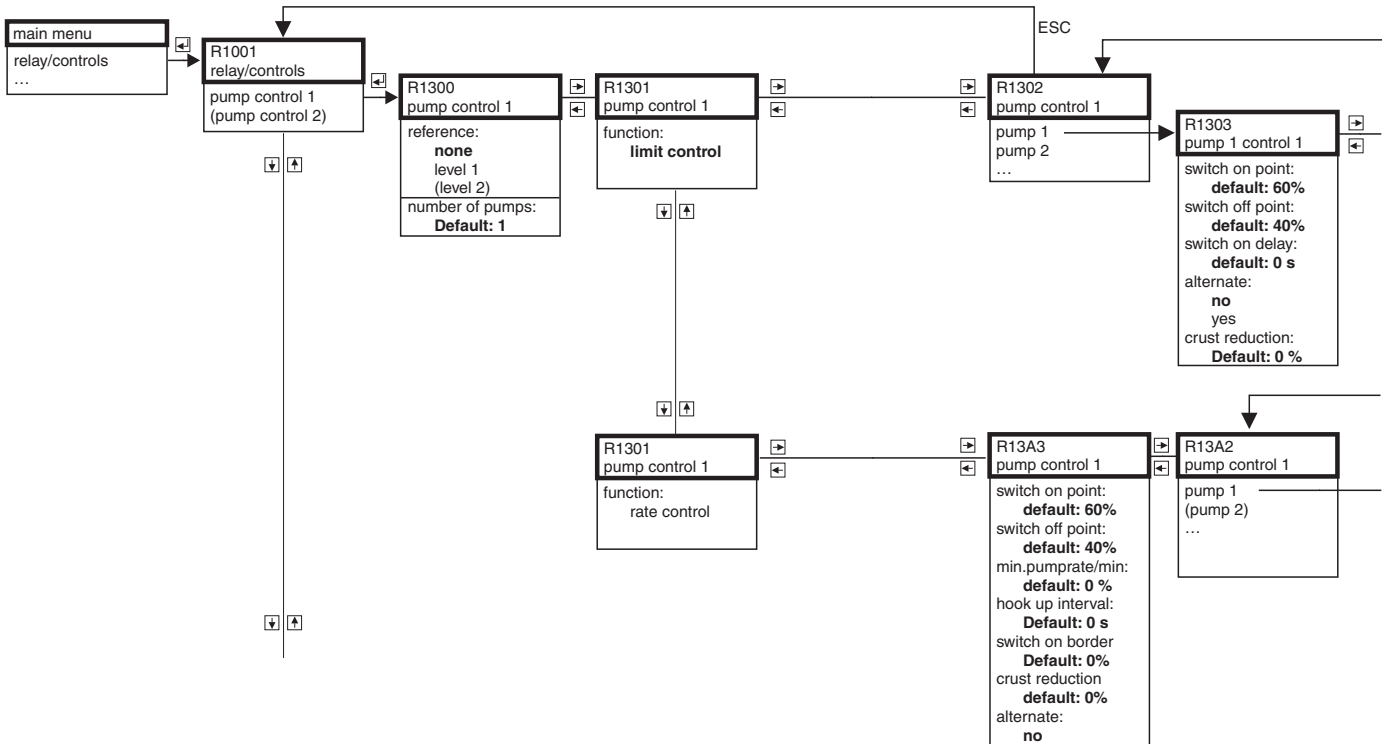 main menu
relay/controls
…
R1001
relay/controls
pump control 1
(pump control 2)
R1300
pump control 1
reference:
none
level 1
(level 2)
number of pumps:
Default: 1
R1301
pump control 1
function:
limit control
ESC
R1302
pump control 1
pump 1
pump 2
…
R1303
pump 1 control 1
switch on point:
default: 60%
switch off point:
default: 40%
switch on delay:
default: 0 s
alternate:
no
yes
crust reduction:
Default: 0 %
R1301
pump control 1
function:
rate control
R13A3
pump control 1
switch on point:
default: 60%
switch off point:
default: 40%
min.pumprate/min:
default: 0 %
hook up interval:
Default: 0 s
switch on border
Default: 0%
crust reduction
default: 0%
alternate:
no
R13A2
pump control 1
pump 1
(pump 2)
…